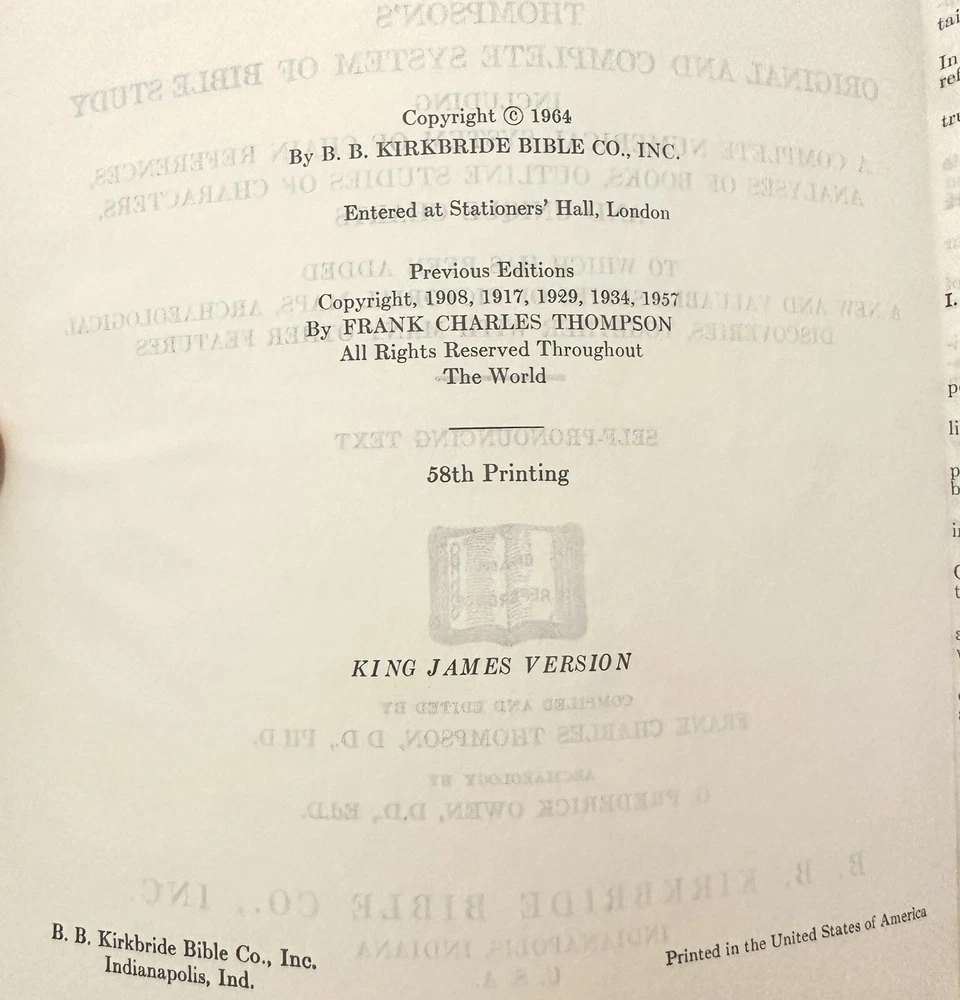 Copyright © 1964
By B. B. KIRKBRIDE BIBLE CO., INC.
Entered at Stationers' Hall, London
Previous Editions
Copyright, 1908, 1917, 1929, 1934, 1957
By FRANK CHARLES THOMPSON
All Rights Reserved Throughout
The World
58th Printing
KING JAMES VERSION
B. B. Kirkbride Bible Co., Inc.
Indianapolis, Ind.
Printed in the United States of America